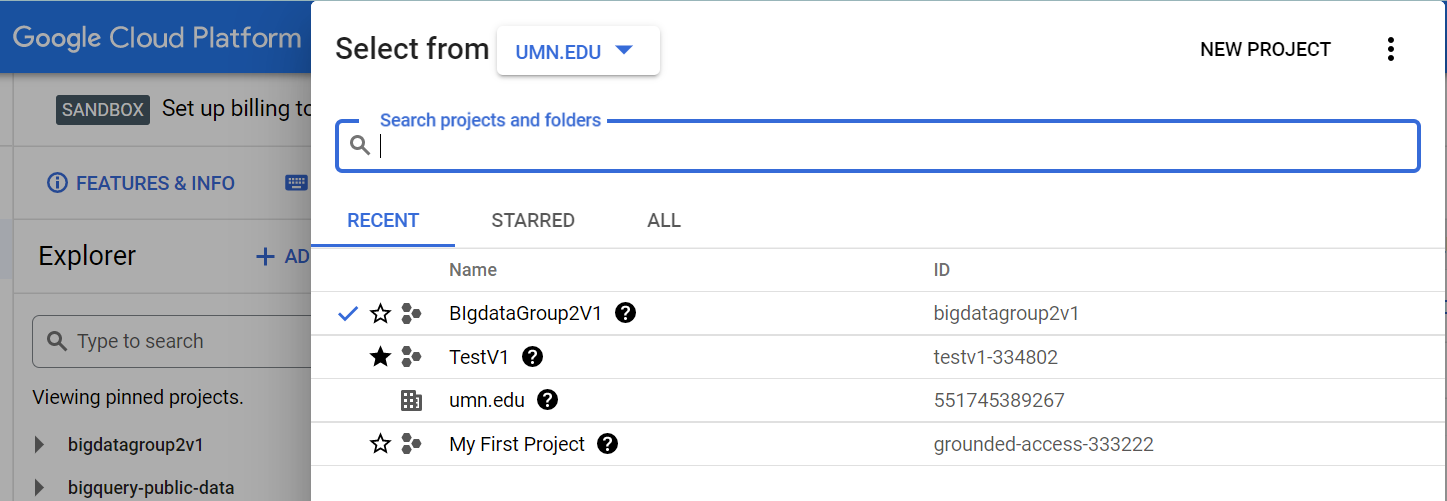 Google Cloud Platform
SANDBOX Set up billing to
FEATURES & INFO
Explorer
+ AD
Type to search
Viewing pinned projects.
bigdatagroup2v1
bigquery-public-data
Select from UMN.EDU
NEW PROJECT
Search projects and folders
RECENT STARRED ALL
Name ID
BIgdataGroup2V1 bigdatagroup2v1
TestV1 testv1-334802
umn.edu 551745389267
My First Project grounded-access-333222